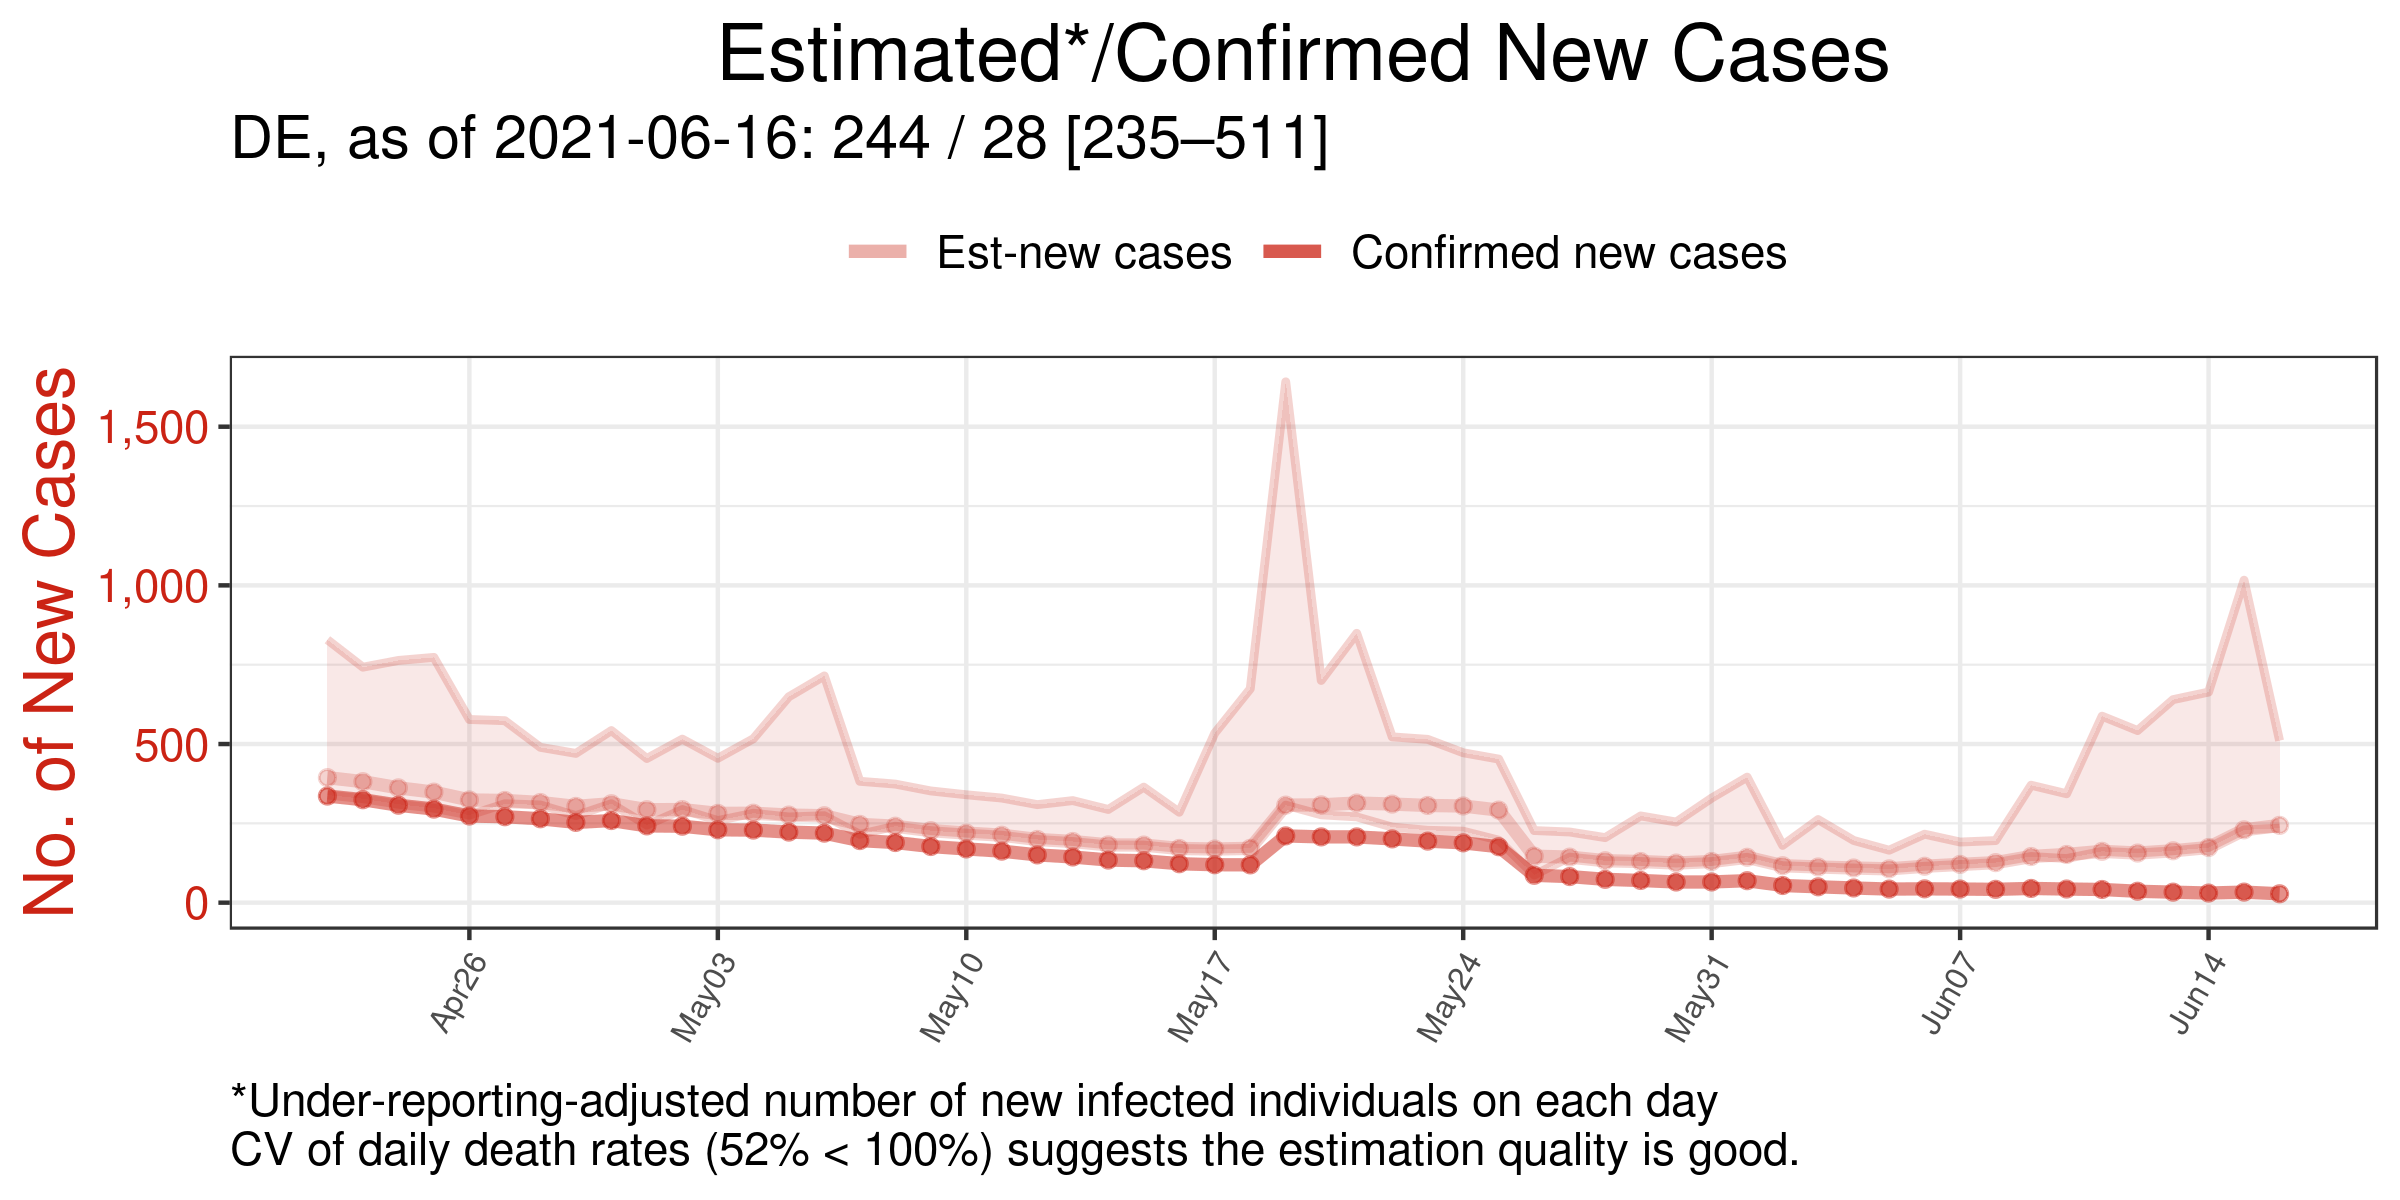 Estimated*/Confirmed New Cases
DE, as of 2021-06-16: 244 / 28 [235–511]
Est-new cases Confirmed new cases
No. of New Cases
1,500
1,000
500
0
Apr26 May03 May10 May17 May24 May31 Jun07 Jun14
*Under-reporting-adjusted number of new infected individuals on each day
CV of daily death rates (52% < 100%) suggests the estimation quality is good.